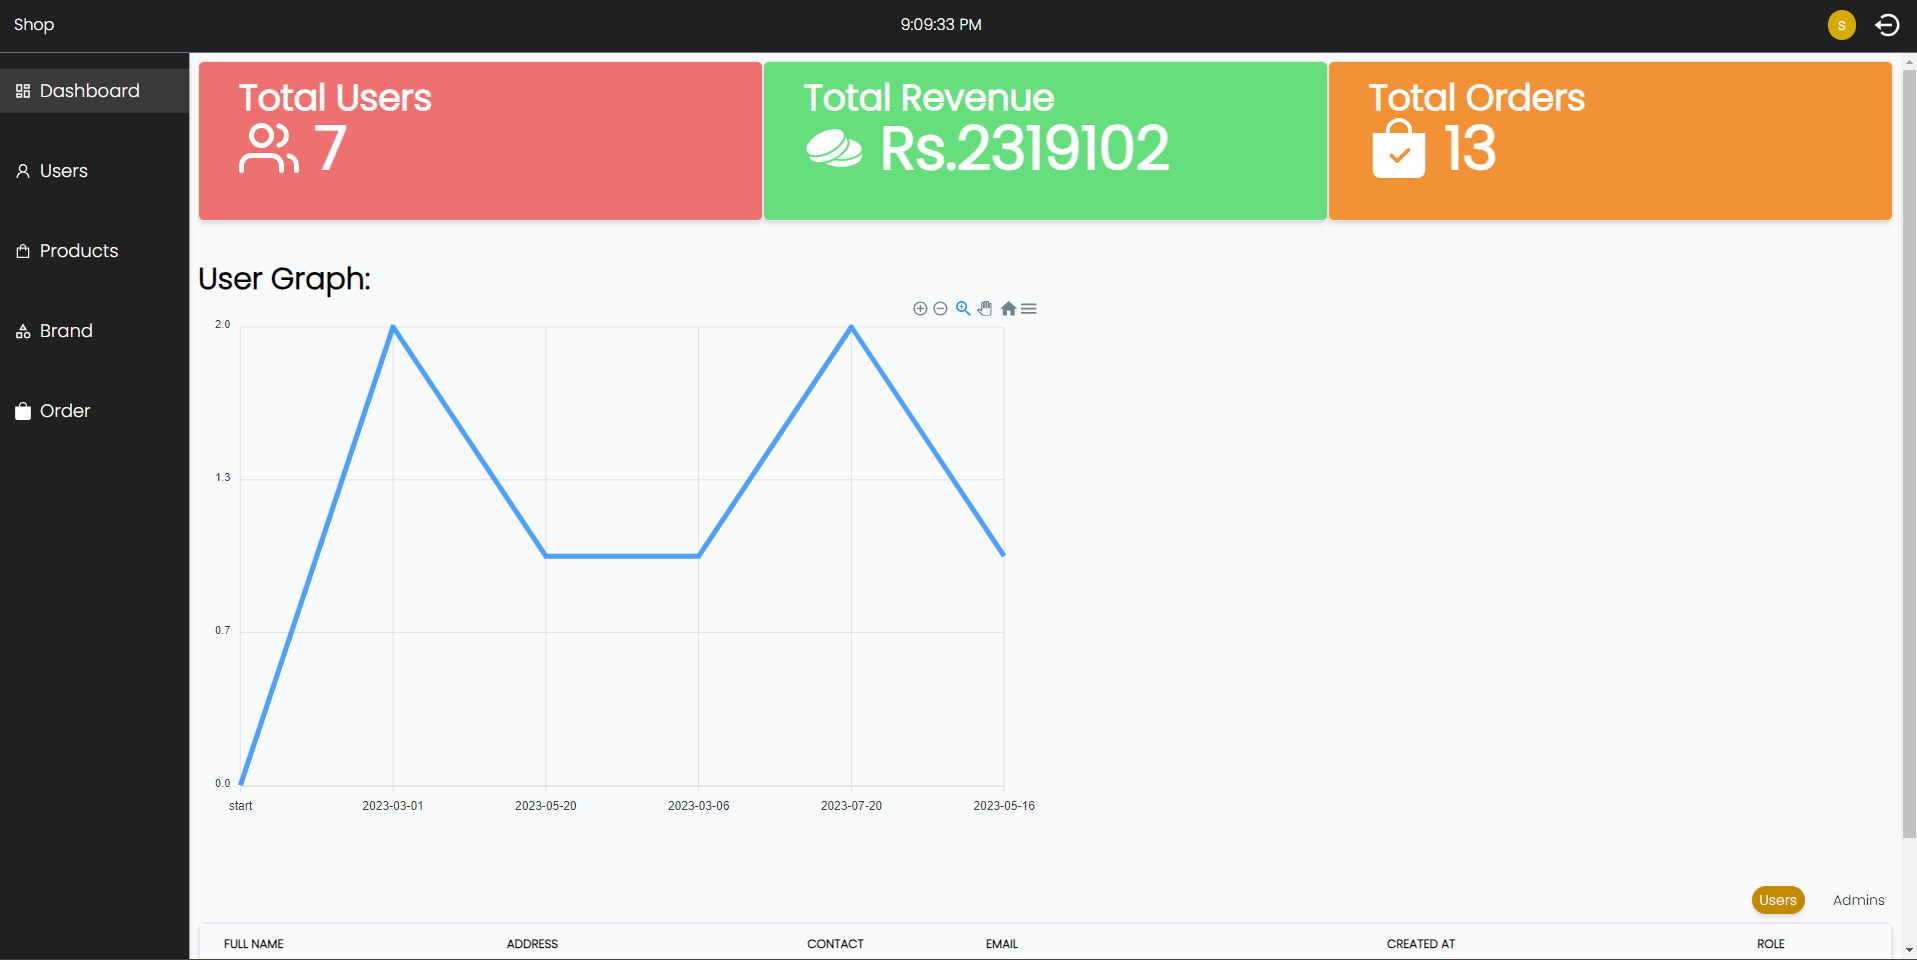 Shop
9:09:33 PM
S
Dashboard
Users
Products
Brand
Order
Total Users
7
Total Revenue
Rs.2319102
Total Orders
13
User Graph:
2.0
1.3
0.7
0.0
start 2023-03-01 2023-05-20 2023-03-06 2023-07-20 2023-05-16
Users Admins
FULL NAME ADDRESS CONTACT EMAIL CREATED AT ROLE